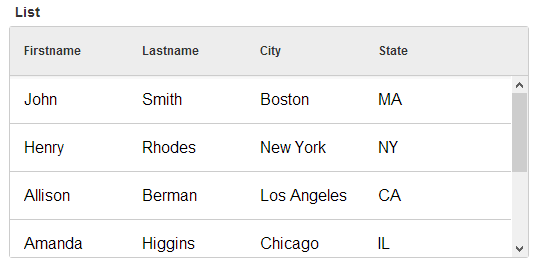 List
Firstname Lastname City State
John Smith Boston MA
Henry Rhodes New York NY
Allison Berman Los Angeles CA
Amanda Higgins Chicago IL